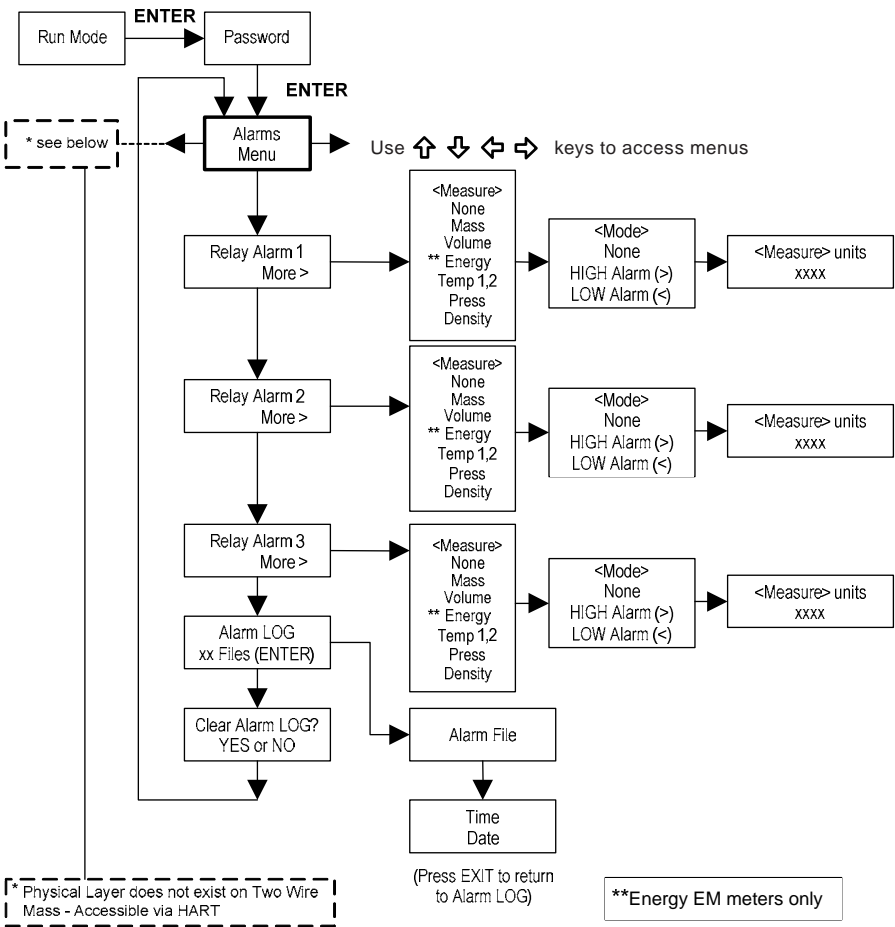 ENTER
Run Mode
Password
ENTER
* see below
Alarms
Menu
Use keys to access menus
Relay Alarm 1
More >
<Measure>
None
Mass
Volume
** Energy
Temp 1,2
Press
Density
<Mode>
None
HIGH Alarm (>)
LOW Alarm (<)
<Measure> units
xxxx
Relay Alarm 2
More >
<Measure>
None
Mass
Volume
** Energy
Temp 1,2
Press
Density
<Mode>
None
HIGH Alarm (>)
LOW Alarm (<)
<Measure> units
xxxx
Relay Alarm 3
More >
<Measure>
None
Mass
Volume
** Energy
Temp 1,2
Press
Density
<Mode>
None
HIGH Alarm (>)
LOW Alarm (<)
<Measure> units
xxxx
Alarm LOG
xx Files (ENTER)
Clear Alarm LOG?
YES or NO
Alarm File
Time
Date
(Press EXIT to return
to Alarm LOG)
* Physical Layer does not exist on Two Wire
Mass - Accessible via HART
**Energy EM meters only